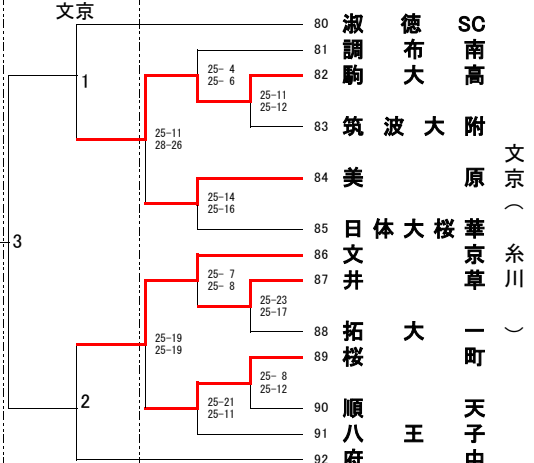 文京
80 淑徳SC
81 調布南
25- 4
25- 6
82 駒大高
1
25-11
25-12
83 筑波大附
25-11
28-26
84 美原
25-14
25-16
85 日体大桜華
3
86 文京
25- 7
25- 8
87 井草
25-23
25-17
88 拓大一
25-19
25-19
89 桜町
25- 8
25-12
2
25-21
25-11
90 順天
91 八王子
92 府中
文京(糸川)